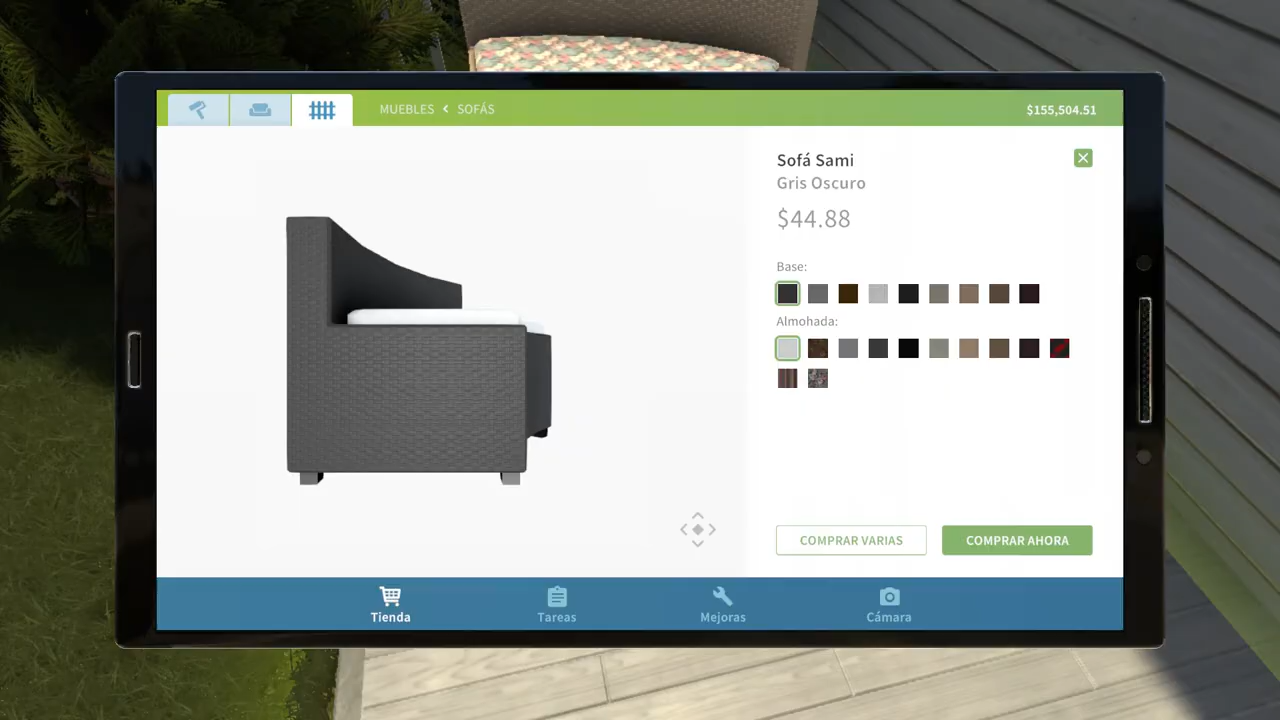 MUEBLES < SOFÁS
$155,504.51
Sofá Sami
Gris Oscuro
$44.88
Base:
Almohada:
COMPRAR VARIAS
COMPRAR AHORA
Tienda
Tareas
Mejoras
Cámara